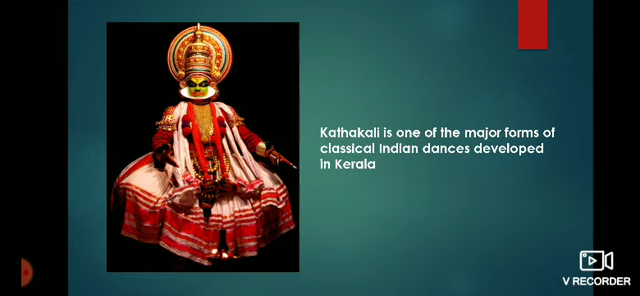 Kathakali is one of the major forms of
classical Indian dances developed
in Kerala
V RECORDER